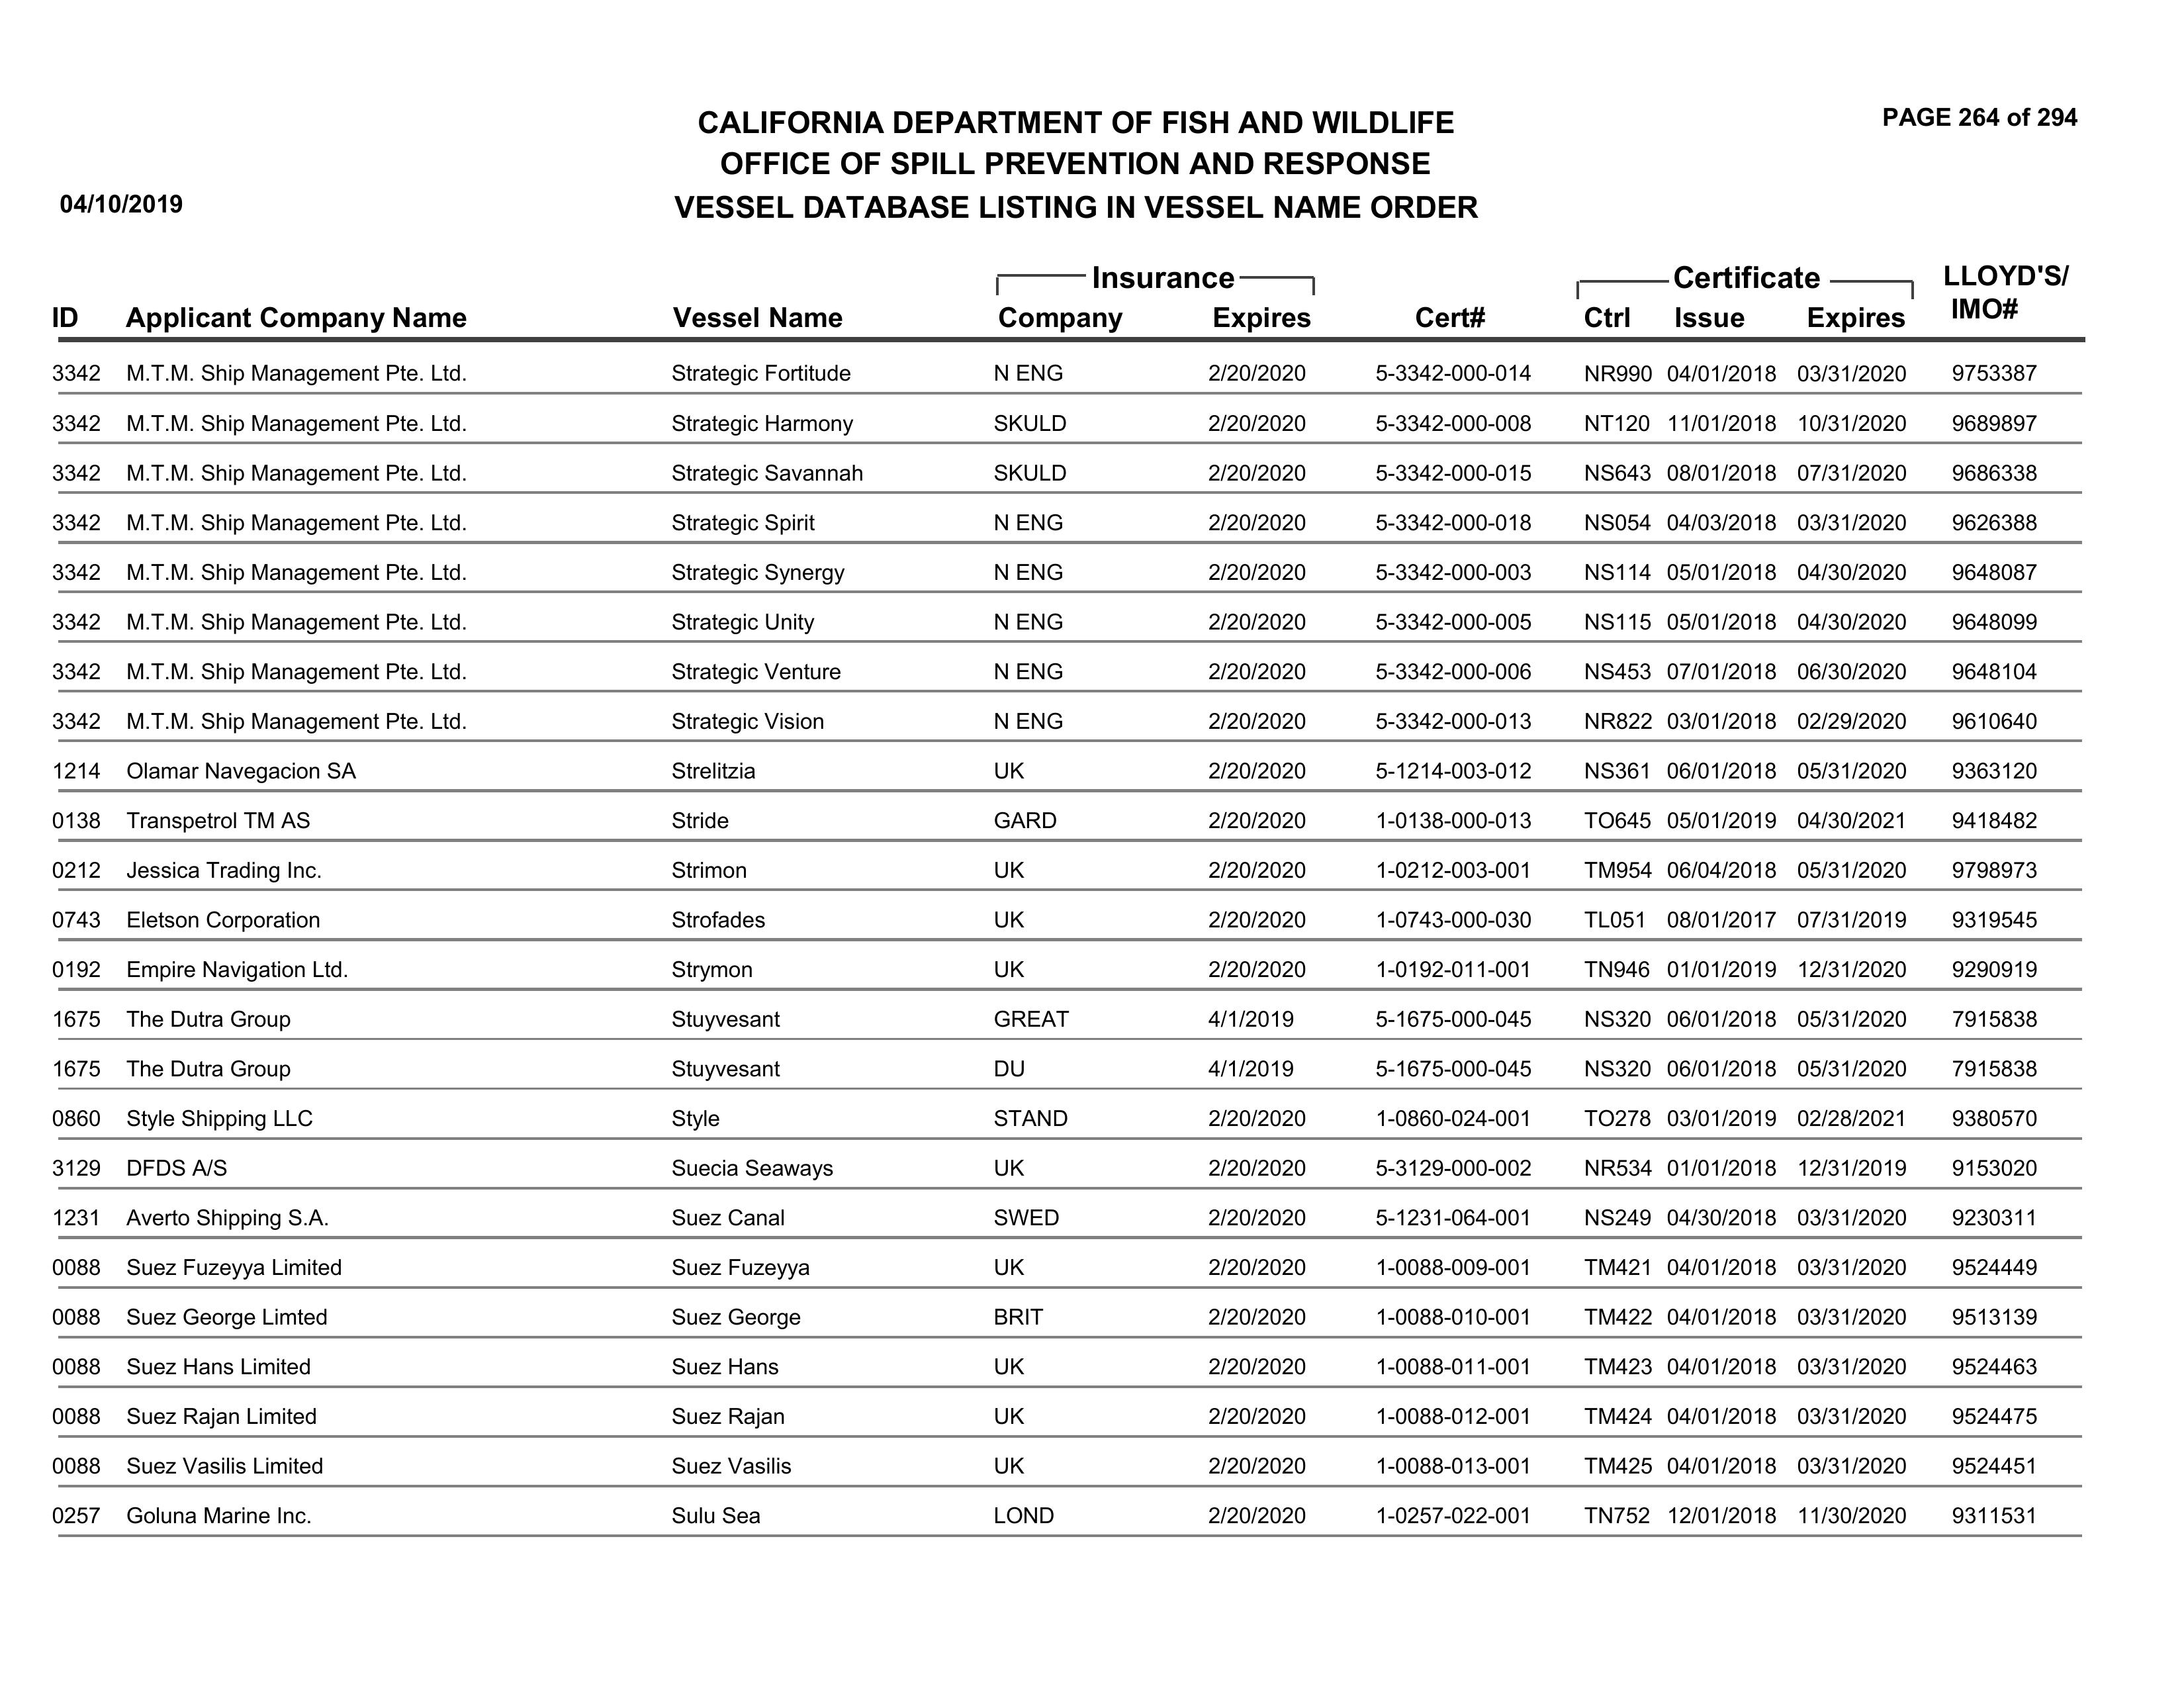 PAGE 264 of 294
CALIFORNIA DEPARTMENT OF FISH AND WILDLIFE
OFFICE OF SPILL PREVENTION AND RESPONSE
04/10/2019 VESSEL DATABASE LISTING IN VESSEL NAME ORDER
Insurance Certificate LLOYD'S/
ID Applicant Company Name Vessel Name Company Expires Cert# Ctrl Issue Expires IMO#
3342 M.T.M. Ship Management Pte. Ltd. Strategic Fortitude N ENG 2/20/2020 5-3342-000-014 NR990 04/01/2018 03/31/2020 9753387
3342 M.T.M. Ship Management Pte. Ltd. Strategic Harmony SKULD 2/20/2020 5-3342-000-008 NT120 11/01/2018 10/31/2020 9689897
3342 M.T.M. Ship Management Pte. Ltd. Strategic Savannah SKULD 2/20/2020 5-3342-000-015 NS643 08/01/2018 07/31/2020 9686338
3342 M.T.M. Ship Management Pte. Ltd. Strategic Spirit N ENG 2/20/2020 5-3342-000-018 NS054 04/03/2018 03/31/2020 9626388
3342 M.T.M. Ship Management Pte. Ltd. Strategic Synergy N ENG 2/20/2020 5-3342-000-003 NS114 05/01/2018 04/30/2020 9648087
3342 M.T.M. Ship Management Pte. Ltd. Strategic Unity N ENG 2/20/2020 5-3342-000-005 NS115 05/01/2018 04/30/2020 9648099
3342 M.T.M. Ship Management Pte. Ltd. Strategic Venture N ENG 2/20/2020 5-3342-000-006 NS453 07/01/2018 06/30/2020 9648104
3342 M.T.M. Ship Management Pte. Ltd. Strategic Vision N ENG 2/20/2020 5-3342-000-013 NR822 03/01/2018 02/29/2020 9610640
1214 Olamar Navegacion SA Strelitzia UK 2/20/2020 5-1214-003-012 NS361 06/01/2018 05/31/2020 9363120
0138 Transpetrol TM AS Stride GARD 2/20/2020 1-0138-000-013 TO645 05/01/2019 04/30/2021 9418482
0212 Jessica Trading Inc. Strimon UK 2/20/2020 1-0212-003-001 TM954 06/04/2018 05/31/2020 9798973
0743 Eletson Corporation Strofades UK 2/20/2020 1-0743-000-030 TL051 08/01/2017 07/31/2019 9319545
0192 Empire Navigation Ltd. Strymon UK 2/20/2020 1-0192-011-001 TN946 01/01/2019 12/31/2020 9290919
1675 The Dutra Group Stuyvesant GREAT 4/1/2019 5-1675-000-045 NS320 06/01/2018 05/31/2020 7915838
1675 The Dutra Group Stuyvesant DU 4/1/2019 5-1675-000-045 NS320 06/01/2018 05/31/2020 7915838
0860 Style Shipping LLC Style STAND 2/20/2020 1-0860-024-001 TO278 03/01/2019 02/28/2021 9380570
3129 DFDS A/S Suecia Seaways UK 2/20/2020 5-3129-000-002 NR534 01/01/2018 12/31/2019 9153020
1231 Averto Shipping S.A. Suez Canal SWED 2/20/2020 5-1231-064-001 NS249 04/30/2018 03/31/2020 9230311
0088 Suez Fuzeyya Limited Suez Fuzeyya UK 2/20/2020 1-0088-009-001 TM421 04/01/2018 03/31/2020 9524449
0088 Suez George Limted Suez George BRIT 2/20/2020 1-0088-010-001 TM422 04/01/2018 03/31/2020 9513139
0088 Suez Hans Limited Suez Hans UK 2/20/2020 1-0088-011-001 TM423 04/01/2018 03/31/2020 9524463
0088 Suez Rajan Limited Suez Rajan UK 2/20/2020 1-0088-012-001 TM424 04/01/2018 03/31/2020 9524475
0088 Suez Vasilis Limited Suez Vasilis UK 2/20/2020 1-0088-013-001 TM425 04/01/2018 03/31/2020 9524451
0257 Goluna Marine Inc. Sulu Sea LOND 2/20/2020 1-0257-022-001 TN752 12/01/2018 11/30/2020 9311531